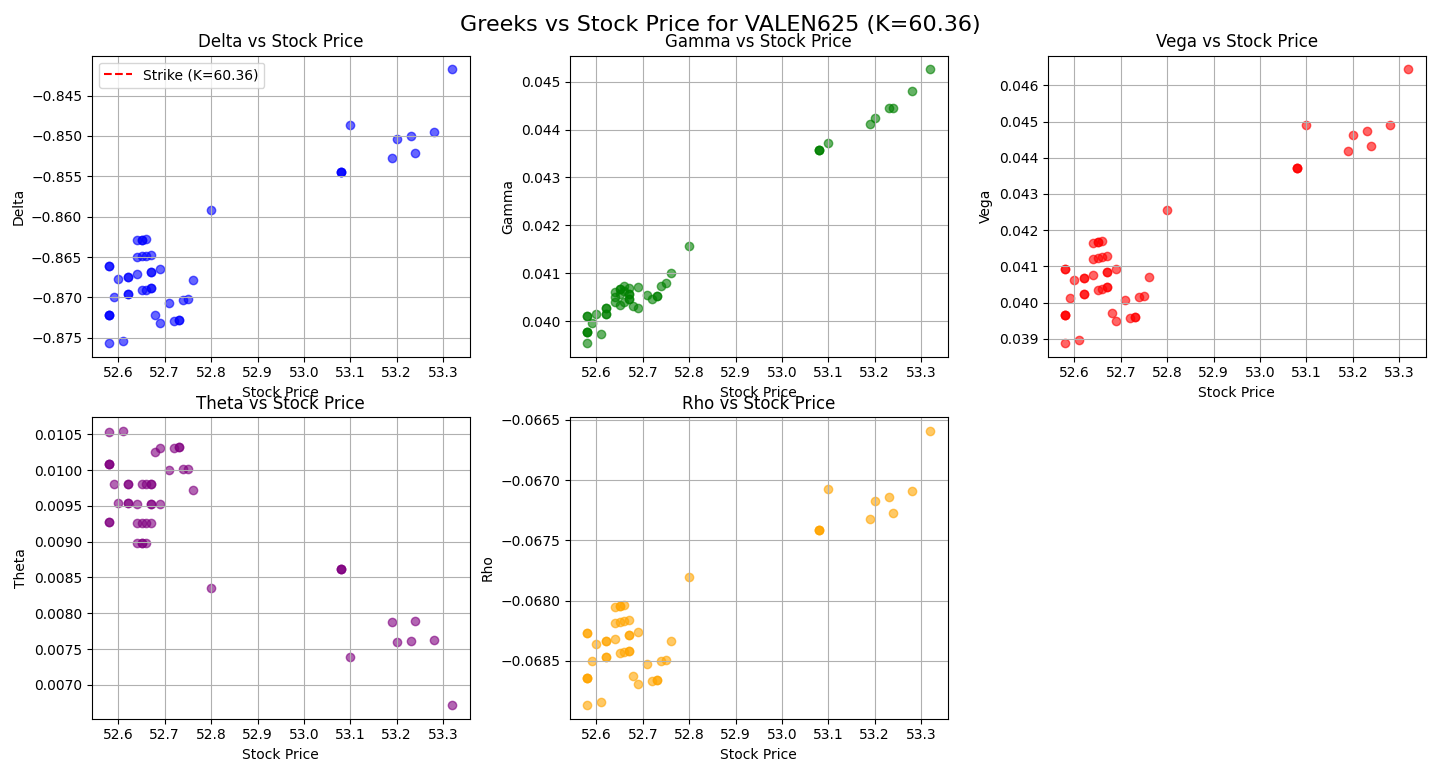 Greeks vs Stock Price for VALEN625 (K=60.36)
Delta vs Stock Price
Strike (K=60.36)
−0.845
−0.850
−0.855
−0.860
−0.865
−0.870
−0.875
Delta
52.6 52.7 52.8 52.9 53.0 53.1 53.2 53.3
Stock Price
Gamma vs Stock Price
0.045
0.044
0.043
0.042
0.041
0.040
Gamma
52.6 52.7 52.8 52.9 53.0 53.1 53.2 53.3
Stock Price
Vega vs Stock Price
0.046
0.045
0.044
0.043
0.042
0.041
0.040
0.039
Vega
52.6 52.7 52.8 52.9 53.0 53.1 53.2 53.3
Stock Price
Theta vs Stock Price
0.0105
0.0100
0.0095
0.0090
0.0085
0.0080
0.0075
0.0070
Theta
52.6 52.7 52.8 52.9 53.0 53.1 53.2 53.3
Stock Price
Rho vs Stock Price
−0.0665
−0.0670
−0.0675
−0.0680
−0.0685
Rho
52.6 52.7 52.8 52.9 53.0 53.1 53.2 53.3
Stock Price